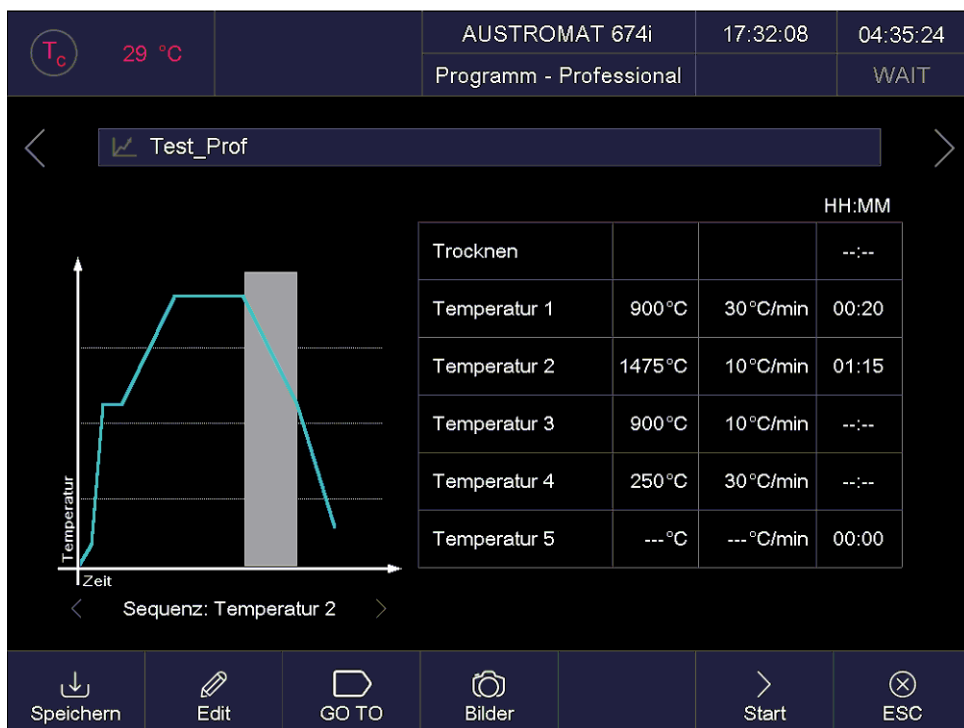 Tc 29 °C AUSTROMAT 674i 17:32:08 04:35:24
Programm - Professional WAIT
Test_Prof
HH:MM
Trocknen --:--
Temperatur 1 900°C 30°C/min 00:20
Temperatur 2 1475°C 10°C/min 01:15
Temperatur 3 900°C 10°C/min --:--
Temperatur 4 250°C 30°C/min --:--
Temperatur 5 ---°C ---°C/min 00:00
Temperatur
Zeit
Sequenz: Temperatur 2
Speichern Edit GO TO Bilder Start ESC